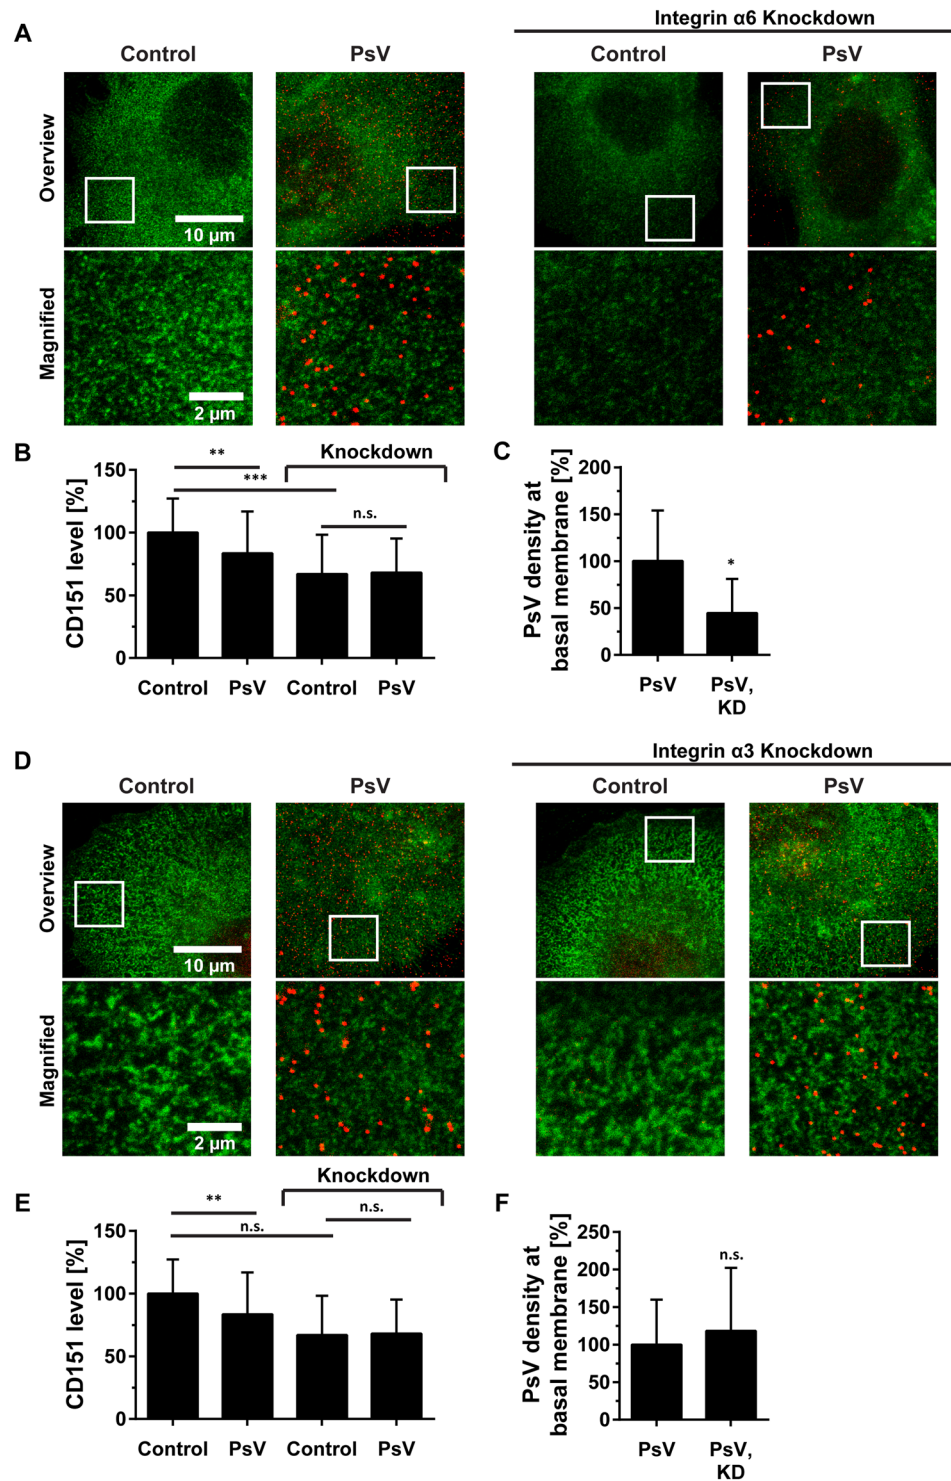 A
Integrin α6 Knockdown
Control
PsV
Control
PsV
Overview
10 µm
Magnified
2 µm
B
CD151 level [%]
150
100
50
0
**
***
Knockdown
n.s.
Control
PsV
Control
PsV
C
PsV density at
basal membrane [%]
200
150
100
50
0
*
PsV
PsV,
KD
D
Integrin α3 Knockdown
Control
PsV
Control
PsV
Overview
10 µm
Magnified
2 µm
E
CD151 level [%]
150
100
50
0
**
n.s.
Knockdown
n.s.
Control
PsV
Control
PsV
F
PsV density at
basal membrane [%]
250
200
150
100
50
0
n.s.
PsV
PsV,
KD